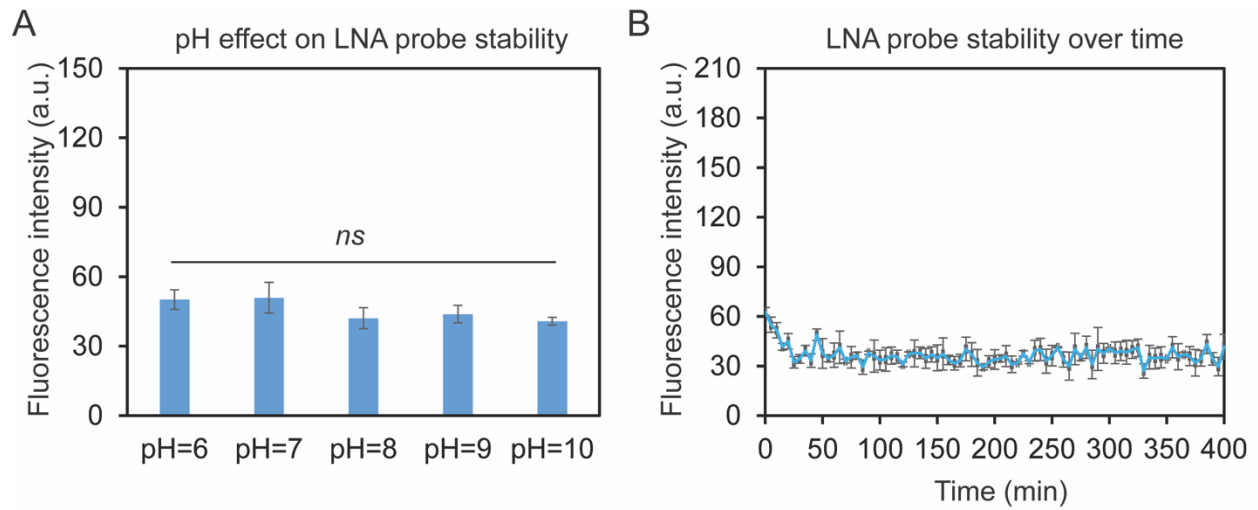 A
pH effect on LNA probe stability
Fluorescence intensity (a.u.)
150
120
90
60
30
0
ns
pH=6 pH=7 pH=8 pH=9 pH=10
B
LNA probe stability over time
Fluorescence intensity (a.u.)
210
180
150
120
90
60
30
0
0 50 100 150 200 250 300 350 400
Time (min)